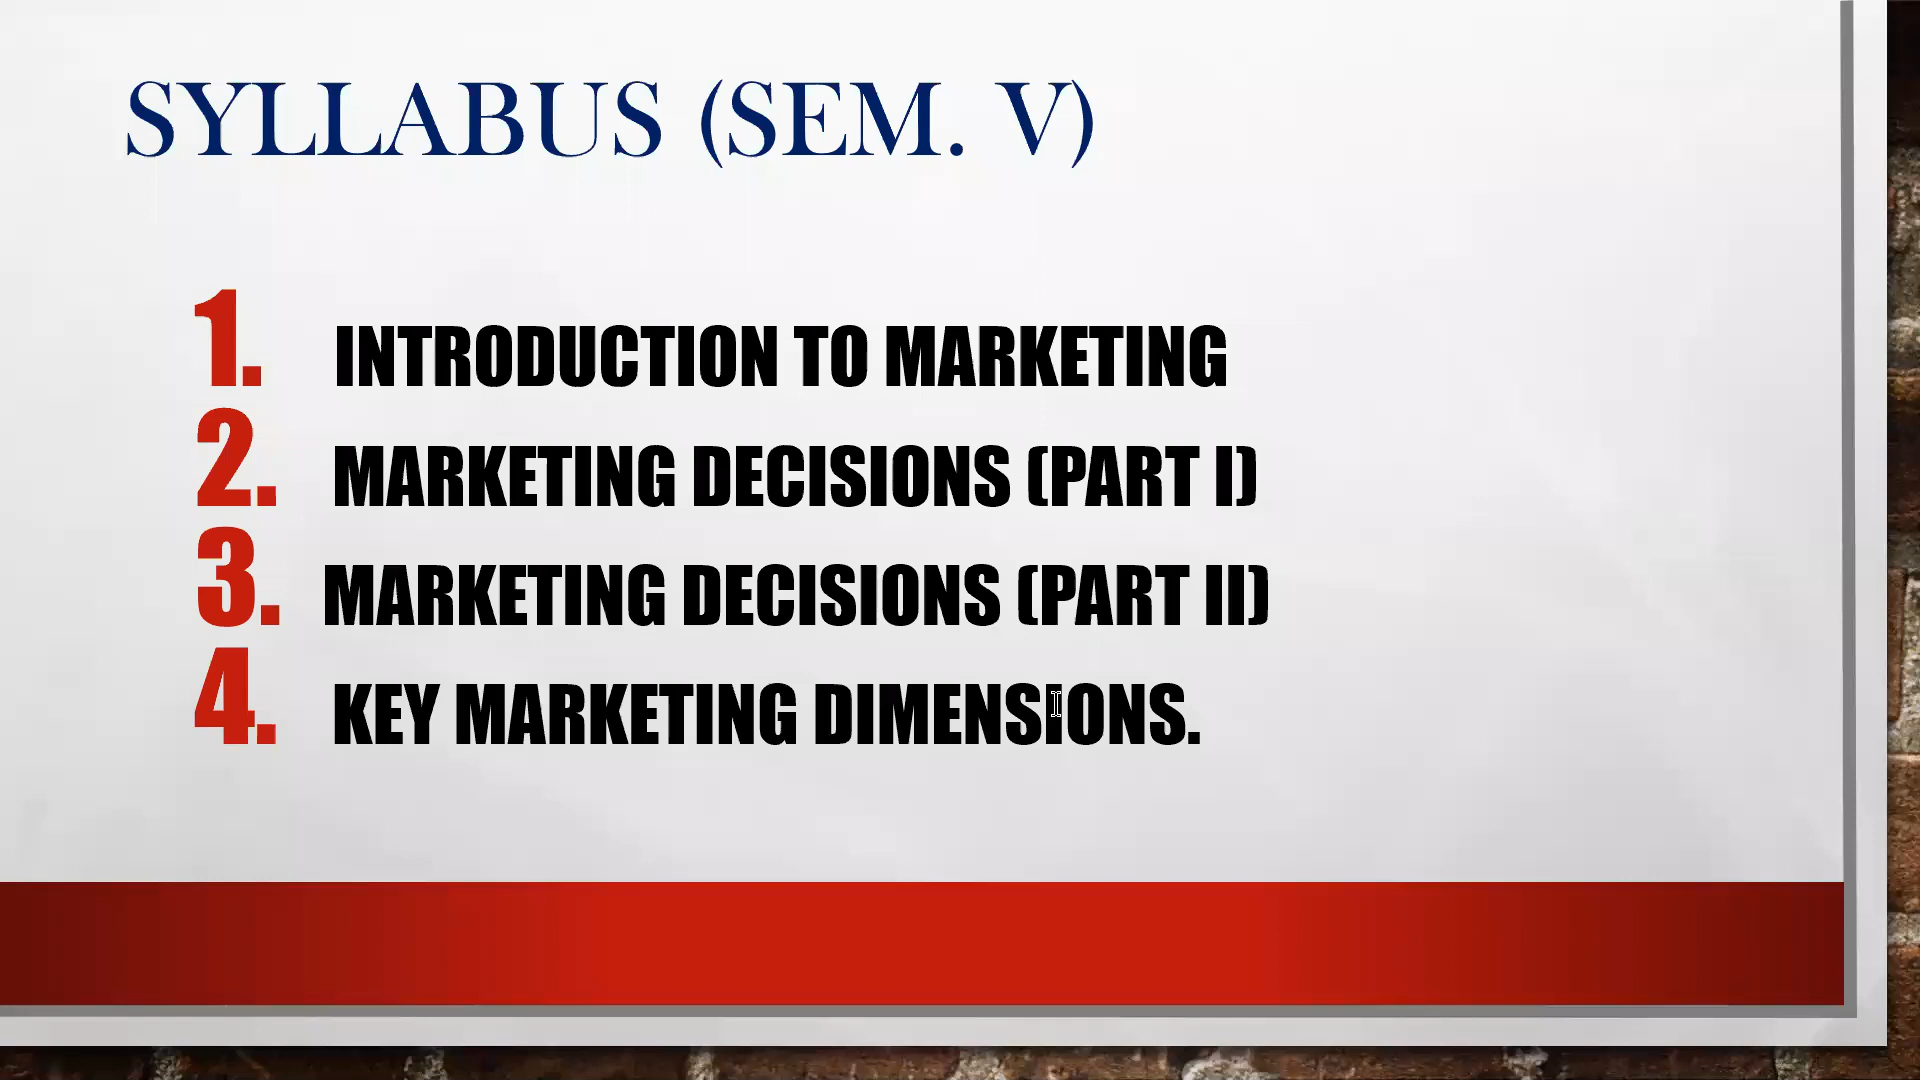 SYLLABUS (SEM. V)
1. INTRODUCTION TO MARKETING
2. MARKETING DECISIONS (PART I)
3. MARKETING DECISIONS (PART II)
4. KEY MARKETING DIMENSIONS.